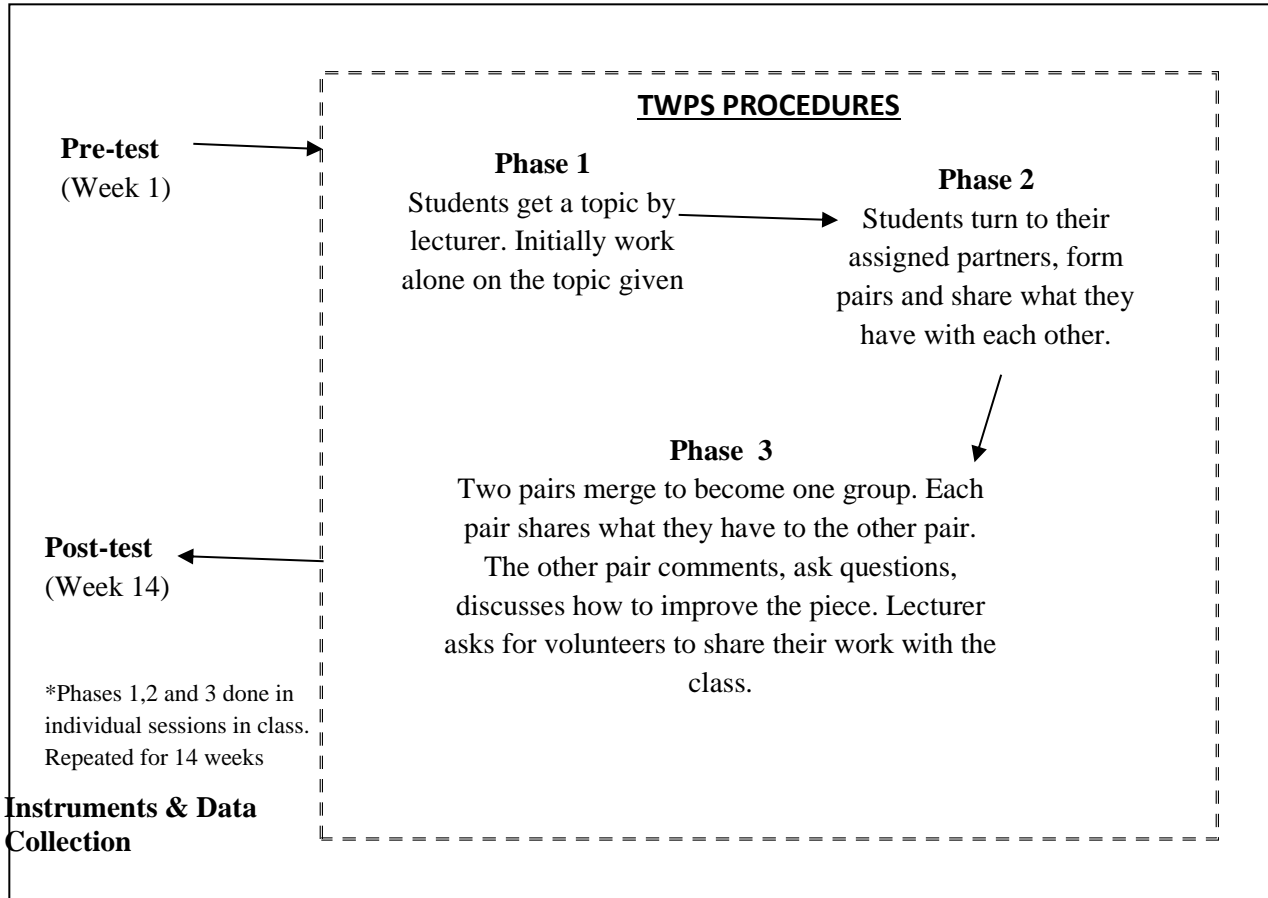 TWPS PROCEDURES
Pre-test
(Week 1)
Phase 1
Students get a topic by
lecturer. Initially work
alone on the topic given
Phase 2
Students turn to their
assigned partners, form
pairs and share what they
have with each other.
Phase 3
Two pairs merge to become one group. Each
pair shares what they have to the other pair.
The other pair comments, ask questions,
discusses how to improve the piece. Lecturer
asks for volunteers to share their work with the
class.
Post-test
(Week 14)
*Phases 1,2 and 3 done in
individual sessions in class.
Repeated for 14 weeks
Instruments & Data
Collection